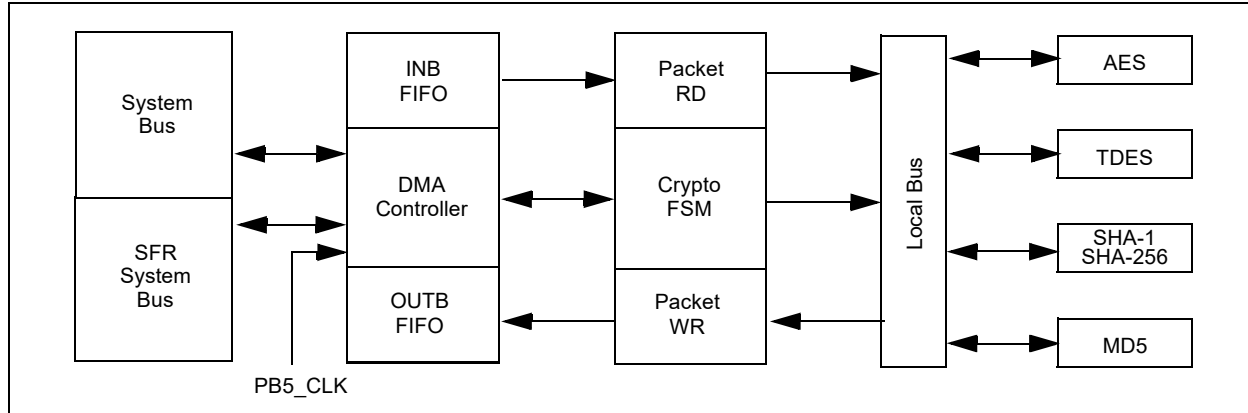 System
Bus
SFR
System
Bus
INB
FIFO
DMA
Controller
OUTB
FIFO
PB5_CLK
Packet
RD
Crypto
FSM
Packet
WR
Local Bus
AES
TDES
SHA-1
SHA-256
MD5